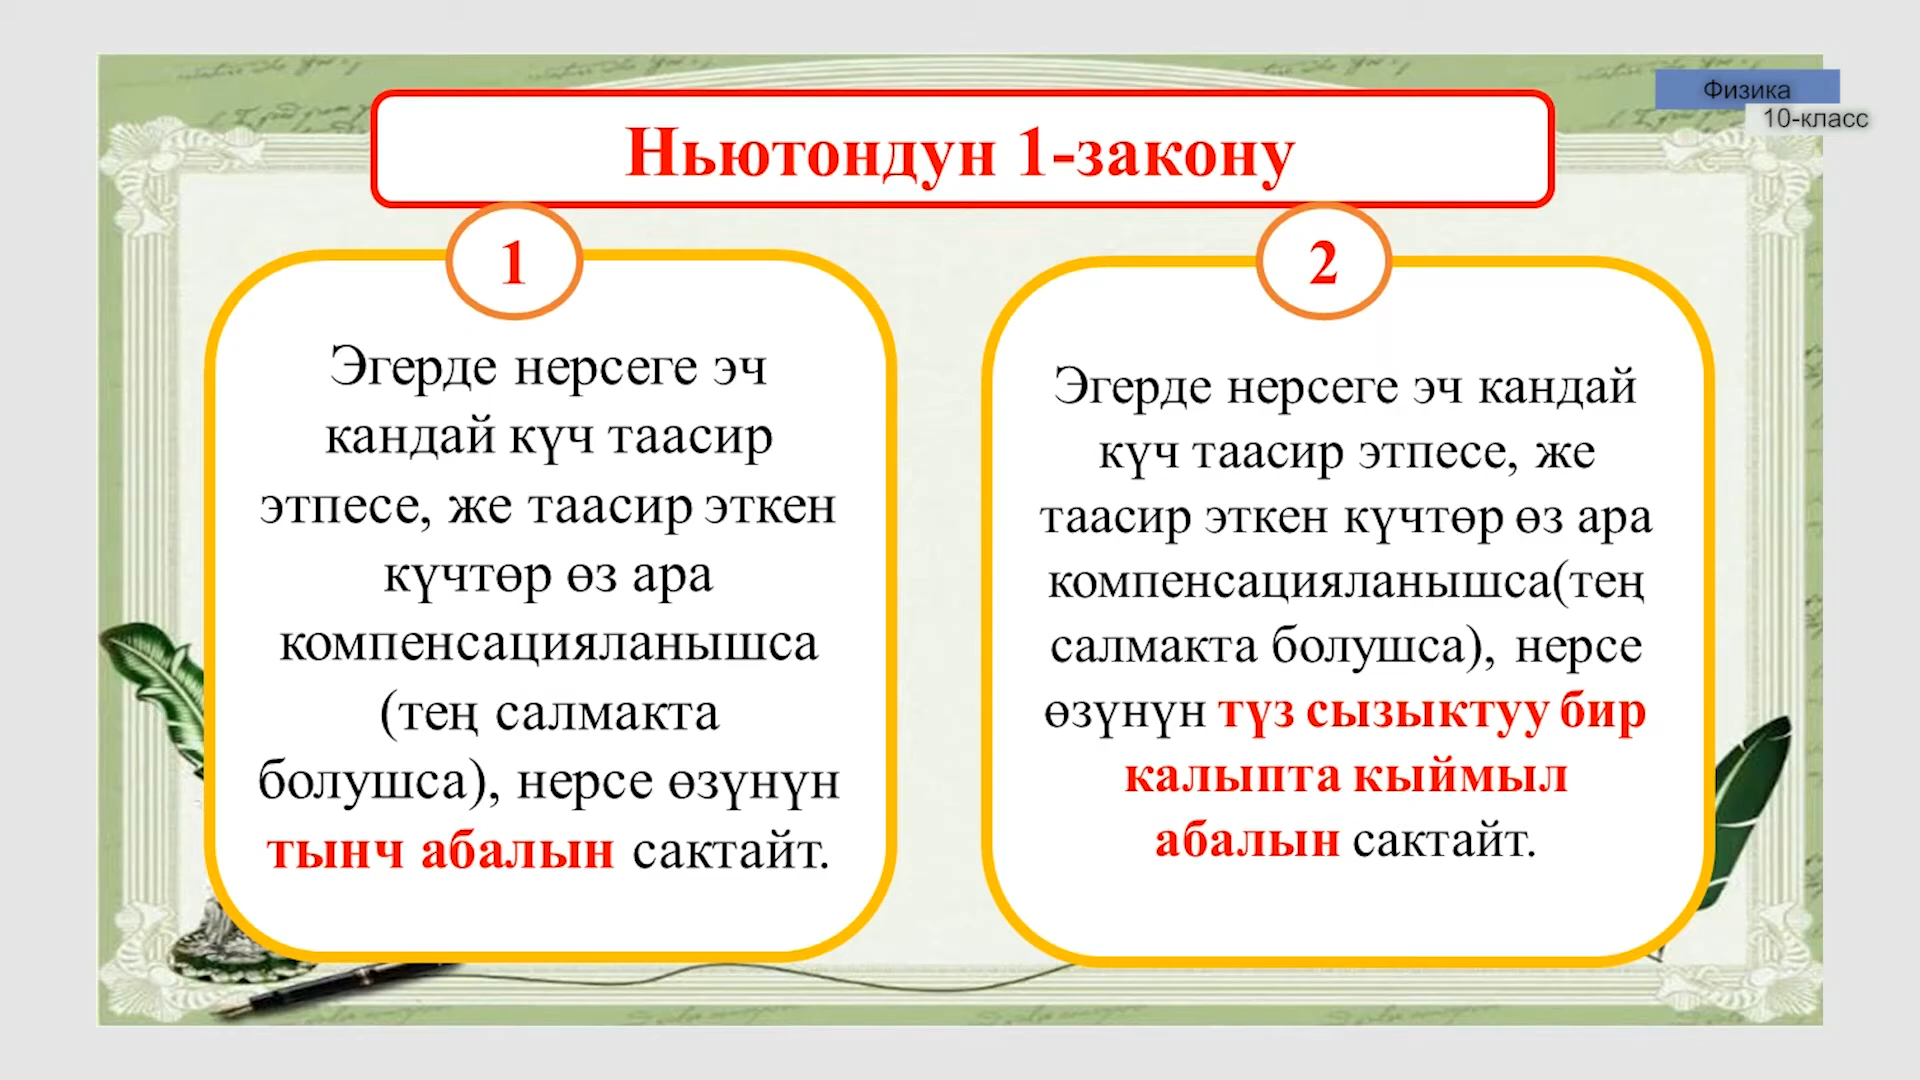 Физика
10-класс
Ньютондун 1-закону
1
Эгерде нерсеге эч
кандай күч таасир
этпесе, же таасир эткен
күчтөр өз ара
компенсацияланышса
(тең салмакта
болушса), нерсе өзүнүн
тынч абалын сактайт.
2
Эгерде нерсеге эч кандай
күч таасир этпесе, же
таасир эткен күчтөр өз ара
компенсацияланышса(тең
салмакта болушса), нерсе
өзүнүн түз сызыктуу бир
калыпта кыймыл
абалын сактайт.